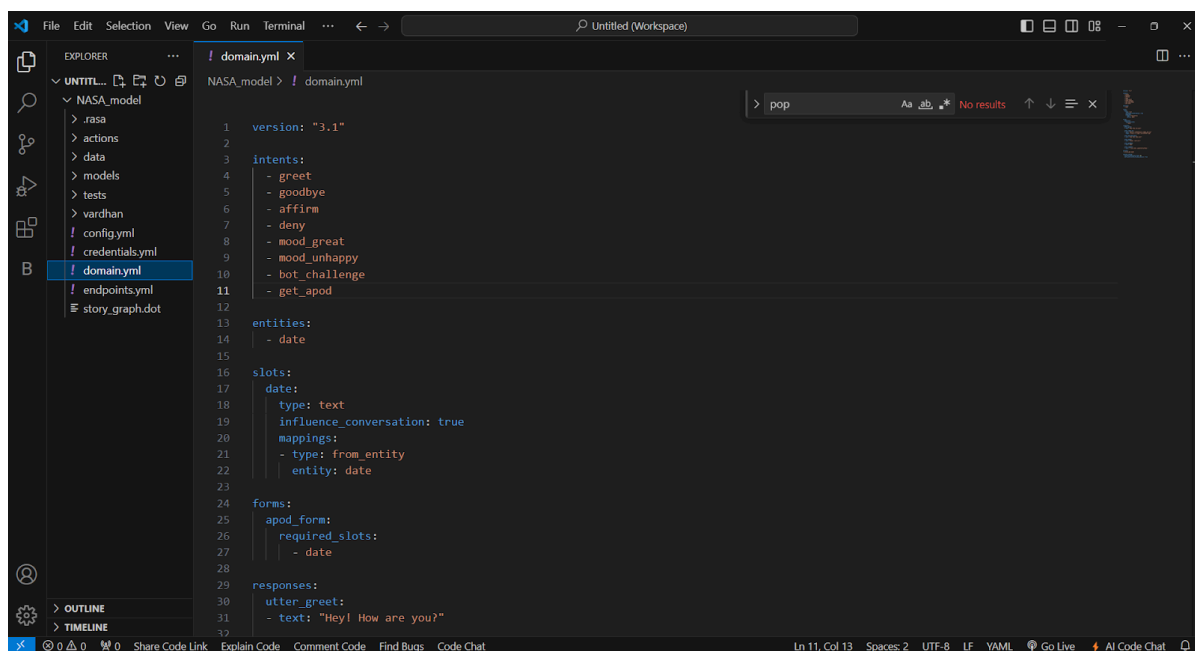 File Edit Selection View Go Run Terminal ··· ← → Untitled (Workspace)
EXPLORER ···
UNTITL...
NASA_model
.rasa
actions
data
models
tests
vardhan
! config.yml
! credentials.yml
! domain.yml
! endpoints.yml
story_graph.dot
OUTLINE
TIMELINE
! domain.yml ×
NASA_model > ! domain.yml
> pop Aa ab .* No results
1 version: "3.1"
2
3 intents:
4 - greet
5 - goodbye
6 - affirm
7 - deny
8 - mood_great
9 - mood_unhappy
10 - bot_challenge
11 - get_apod
12
13 entities:
14 - date
15
16 slots:
17 date:
18 type: text
19 influence_conversation: true
20 mappings:
21 - type: from_entity
22 entity: date
23
24 forms:
25 apod_form:
26 required_slots:
27 - date
28
29 responses:
30 utter_greet:
31 - text: "Hey! How are you?"
32
B
0 0 0 Share Code Link Explain Code Comment Code Find Bugs Code Chat Ln 11, Col 13 Spaces: 2 UTF-8 LF YAML Go Live AI Code Chat